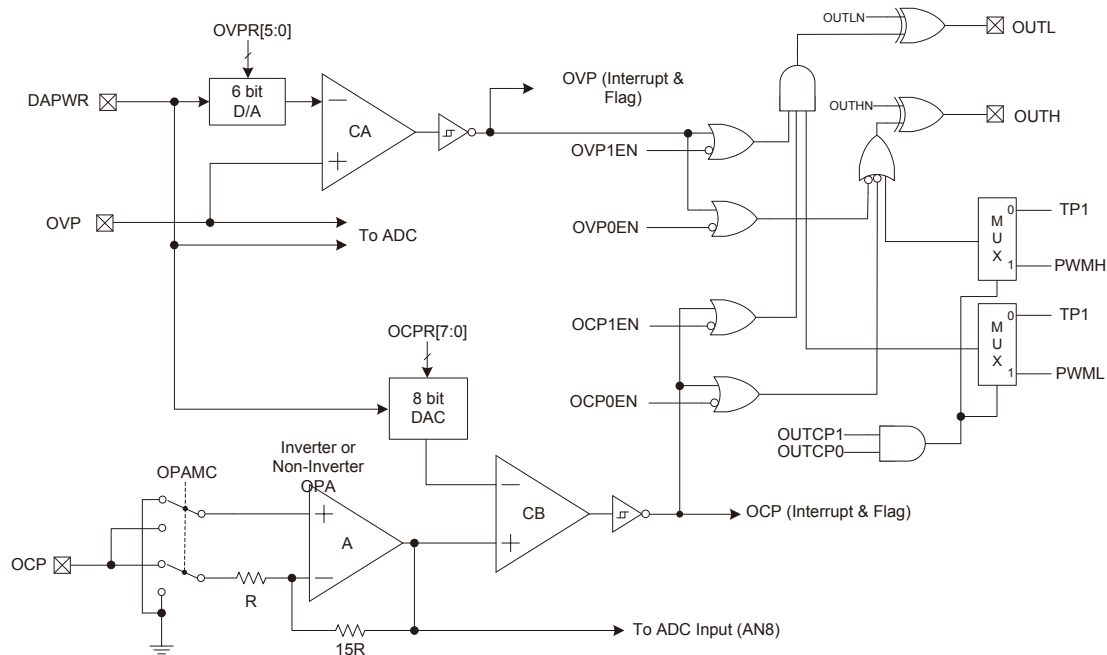 OVPR[5:0]
OUTLN
OUTL
DAPWR
6 bit
D/A
OVP (Interrupt &
Flag)
CA
OUTHN
OUTH
OVP1EN
OVP
To ADC
OVP0EN
MUX
0
TP1
1
PWMH
OCPR[7:0]
OCP1EN
MUX
0
TP1
1
PWML
8 bit
DAC
OCP0EN
OUTCP1
OUTCP0
Inverter or
Non-Inverter
OPA
OPAMC
CB
OCP (Interrupt & Flag)
A
OCP
R
15R
To ADC Input (AN8)